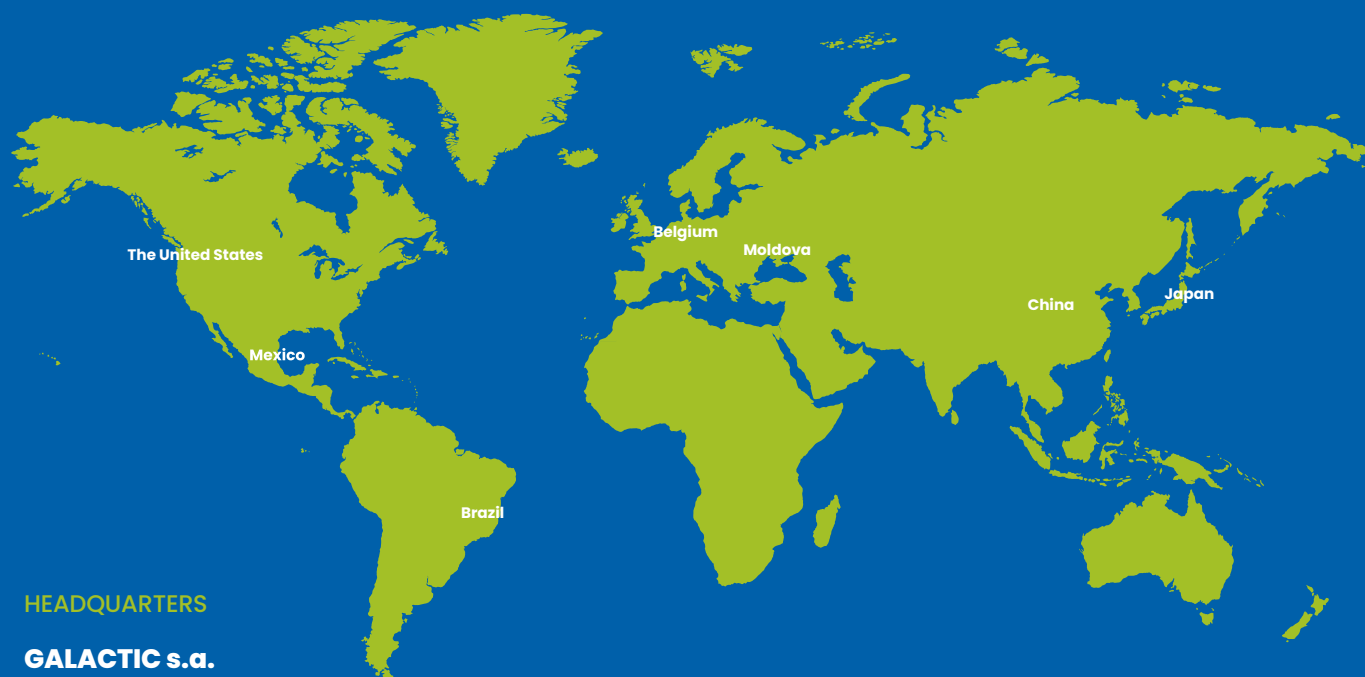 Belgium
Moldova
The United States
Japan
China
Mexico
Brazil
HEADQUARTERS
GALACTIC s.a.